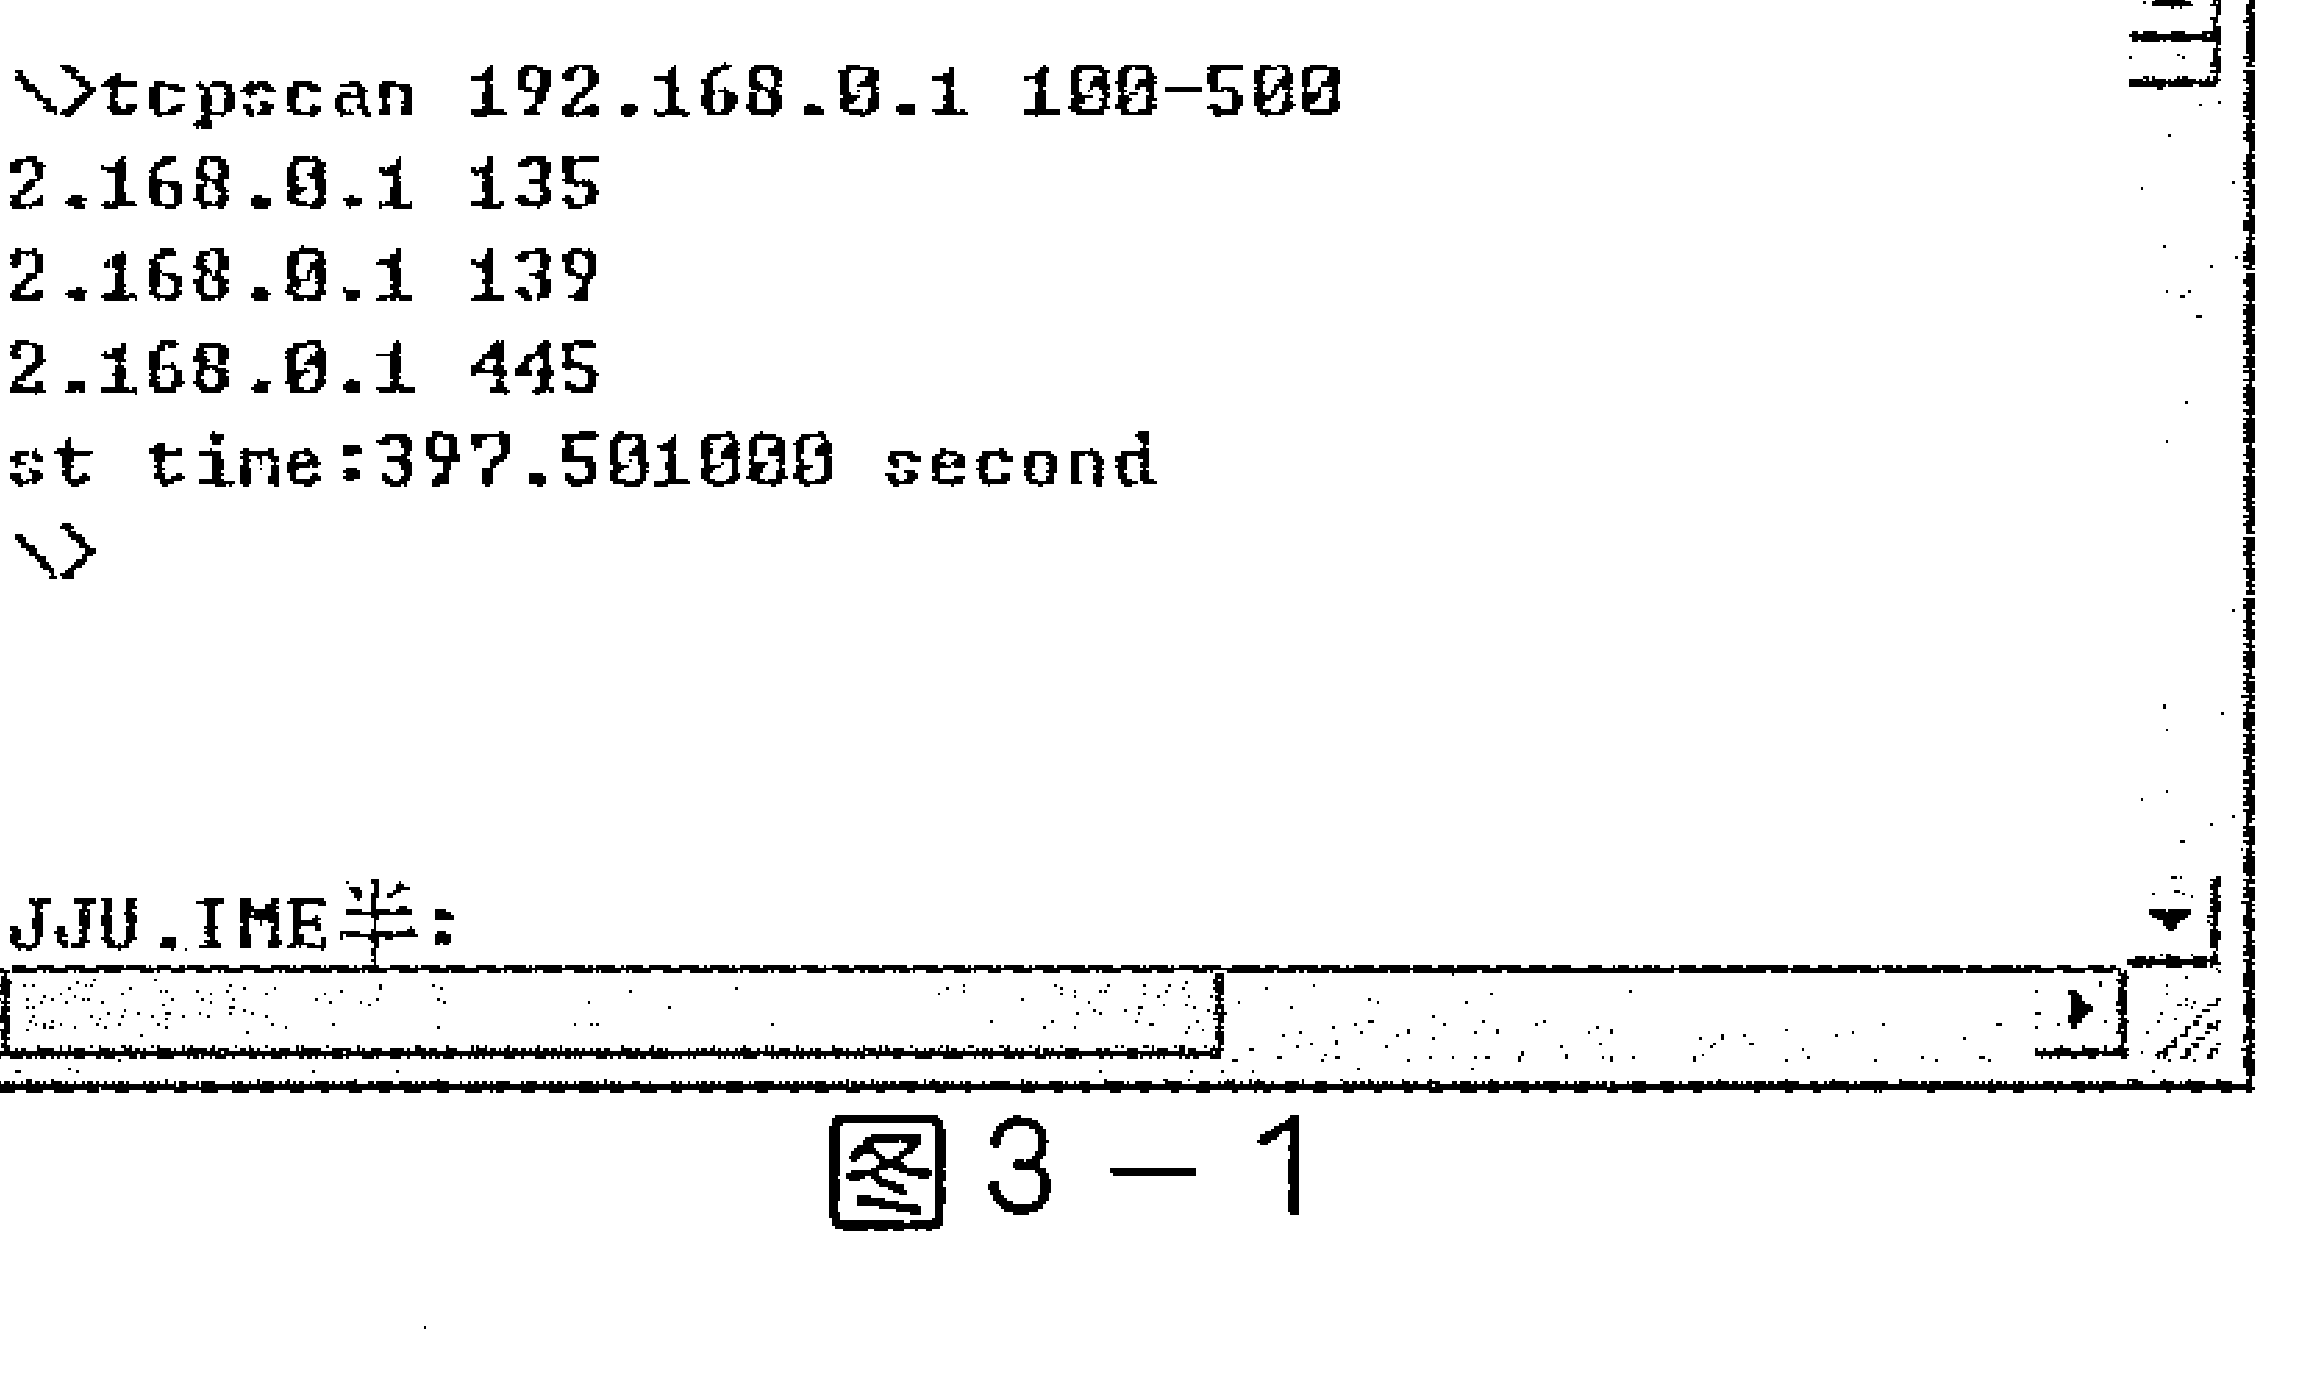 \>tcpscan 192.168.0.1 100-500
2.168.0.1 135
2.168.0.1 139
2.168.0.1 445
st time:397.501000 second
\>
JJU.IME半:
图 3 - 1